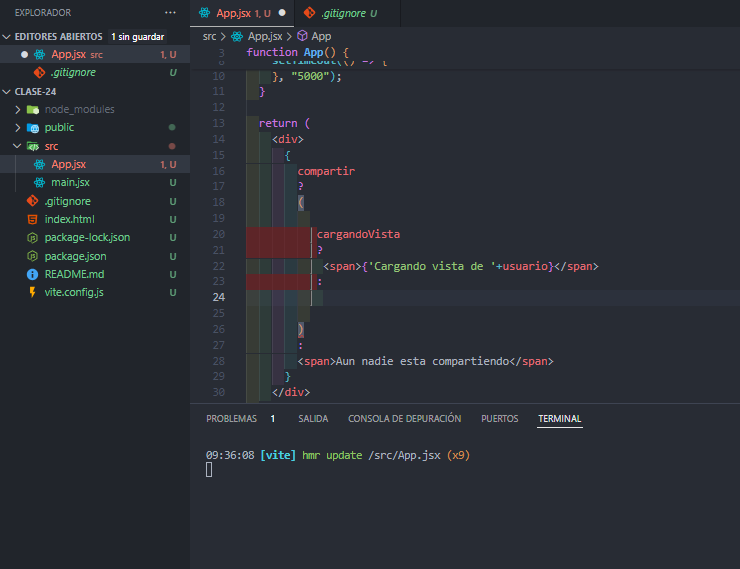 EXPLORADOR ···
EDITORES ABIERTOS 1 sin guardar
App.jsx src 1, U
.gitignore U
CLASE-24
node_modules
public
src
App.jsx 1, U
main.jsx U
.gitignore U
index.html U
package-lock.json U
package.json U
README.md U
vite.config.js U
App.jsx 1, U
.gitignore U
src > App.jsx > App
3 function App() {
8 setTimeout(() => {
10 }, "5000");
11 }
12
13 return (
14 <div>
15 {
16 compartir
17 ?
18 (
19
20 cargandoVista
21 ?
22 <span>{'Cargando vista de '+usuario}</span>
23 :
24
25
26 )
27 :
28 <span>Aun nadie esta compartiendo</span>
29 }
30 </div>
PROBLEMAS 1 SALIDA CONSOLA DE DEPURACIÓN PUERTOS TERMINAL
09:36:08 [vite] hmr update /src/App.jsx (x9)